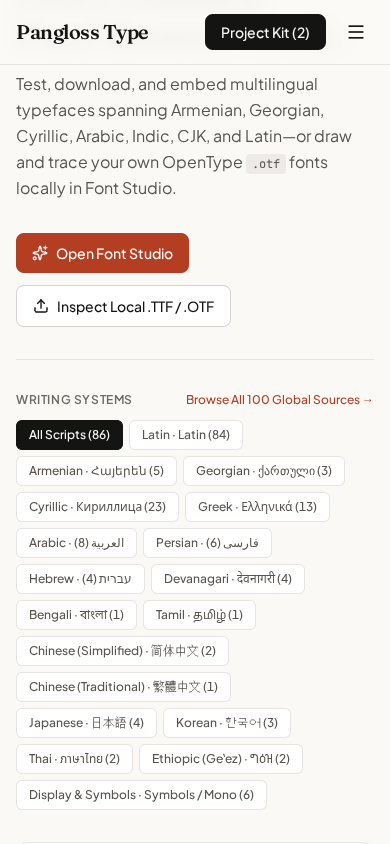 Pangloss Type
Project Kit (2)
Test, download, and embed multilingual
typefaces spanning Armenian, Georgian,
Cyrillic, Arabic, Indic, CJK, and Latin—or draw
and trace your own OpenType .otf fonts
locally in Font Studio.
Open Font Studio
Inspect Local .TTF / .OTF
WRITING SYSTEMS
Browse All 100 Global Sources →
All Scripts (86)
Latin · Latin (84)
Armenian · Հայերեն (5)
Georgian · ქართული (3)
Cyrillic · Кириллица (23)
Greek · Ελληνικά (13)
Arabic · العربية (8)
Persian · فارسی (6)
Hebrew · עברית (4)
Devanagari · देवनागरी (4)
Bengali · বাংলা (1)
Tamil · தமிழ் (1)
Chinese (Simplified) · 简体中文 (2)
Chinese (Traditional) · 繁體中文 (1)
Japanese · 日本語 (4)
Korean · 한국어 (3)
Thai · ภาษาไทย (2)
Ethiopic (Ge'ez) · ግዕዝ (2)
Display & Symbols · Symbols / Mono (6)